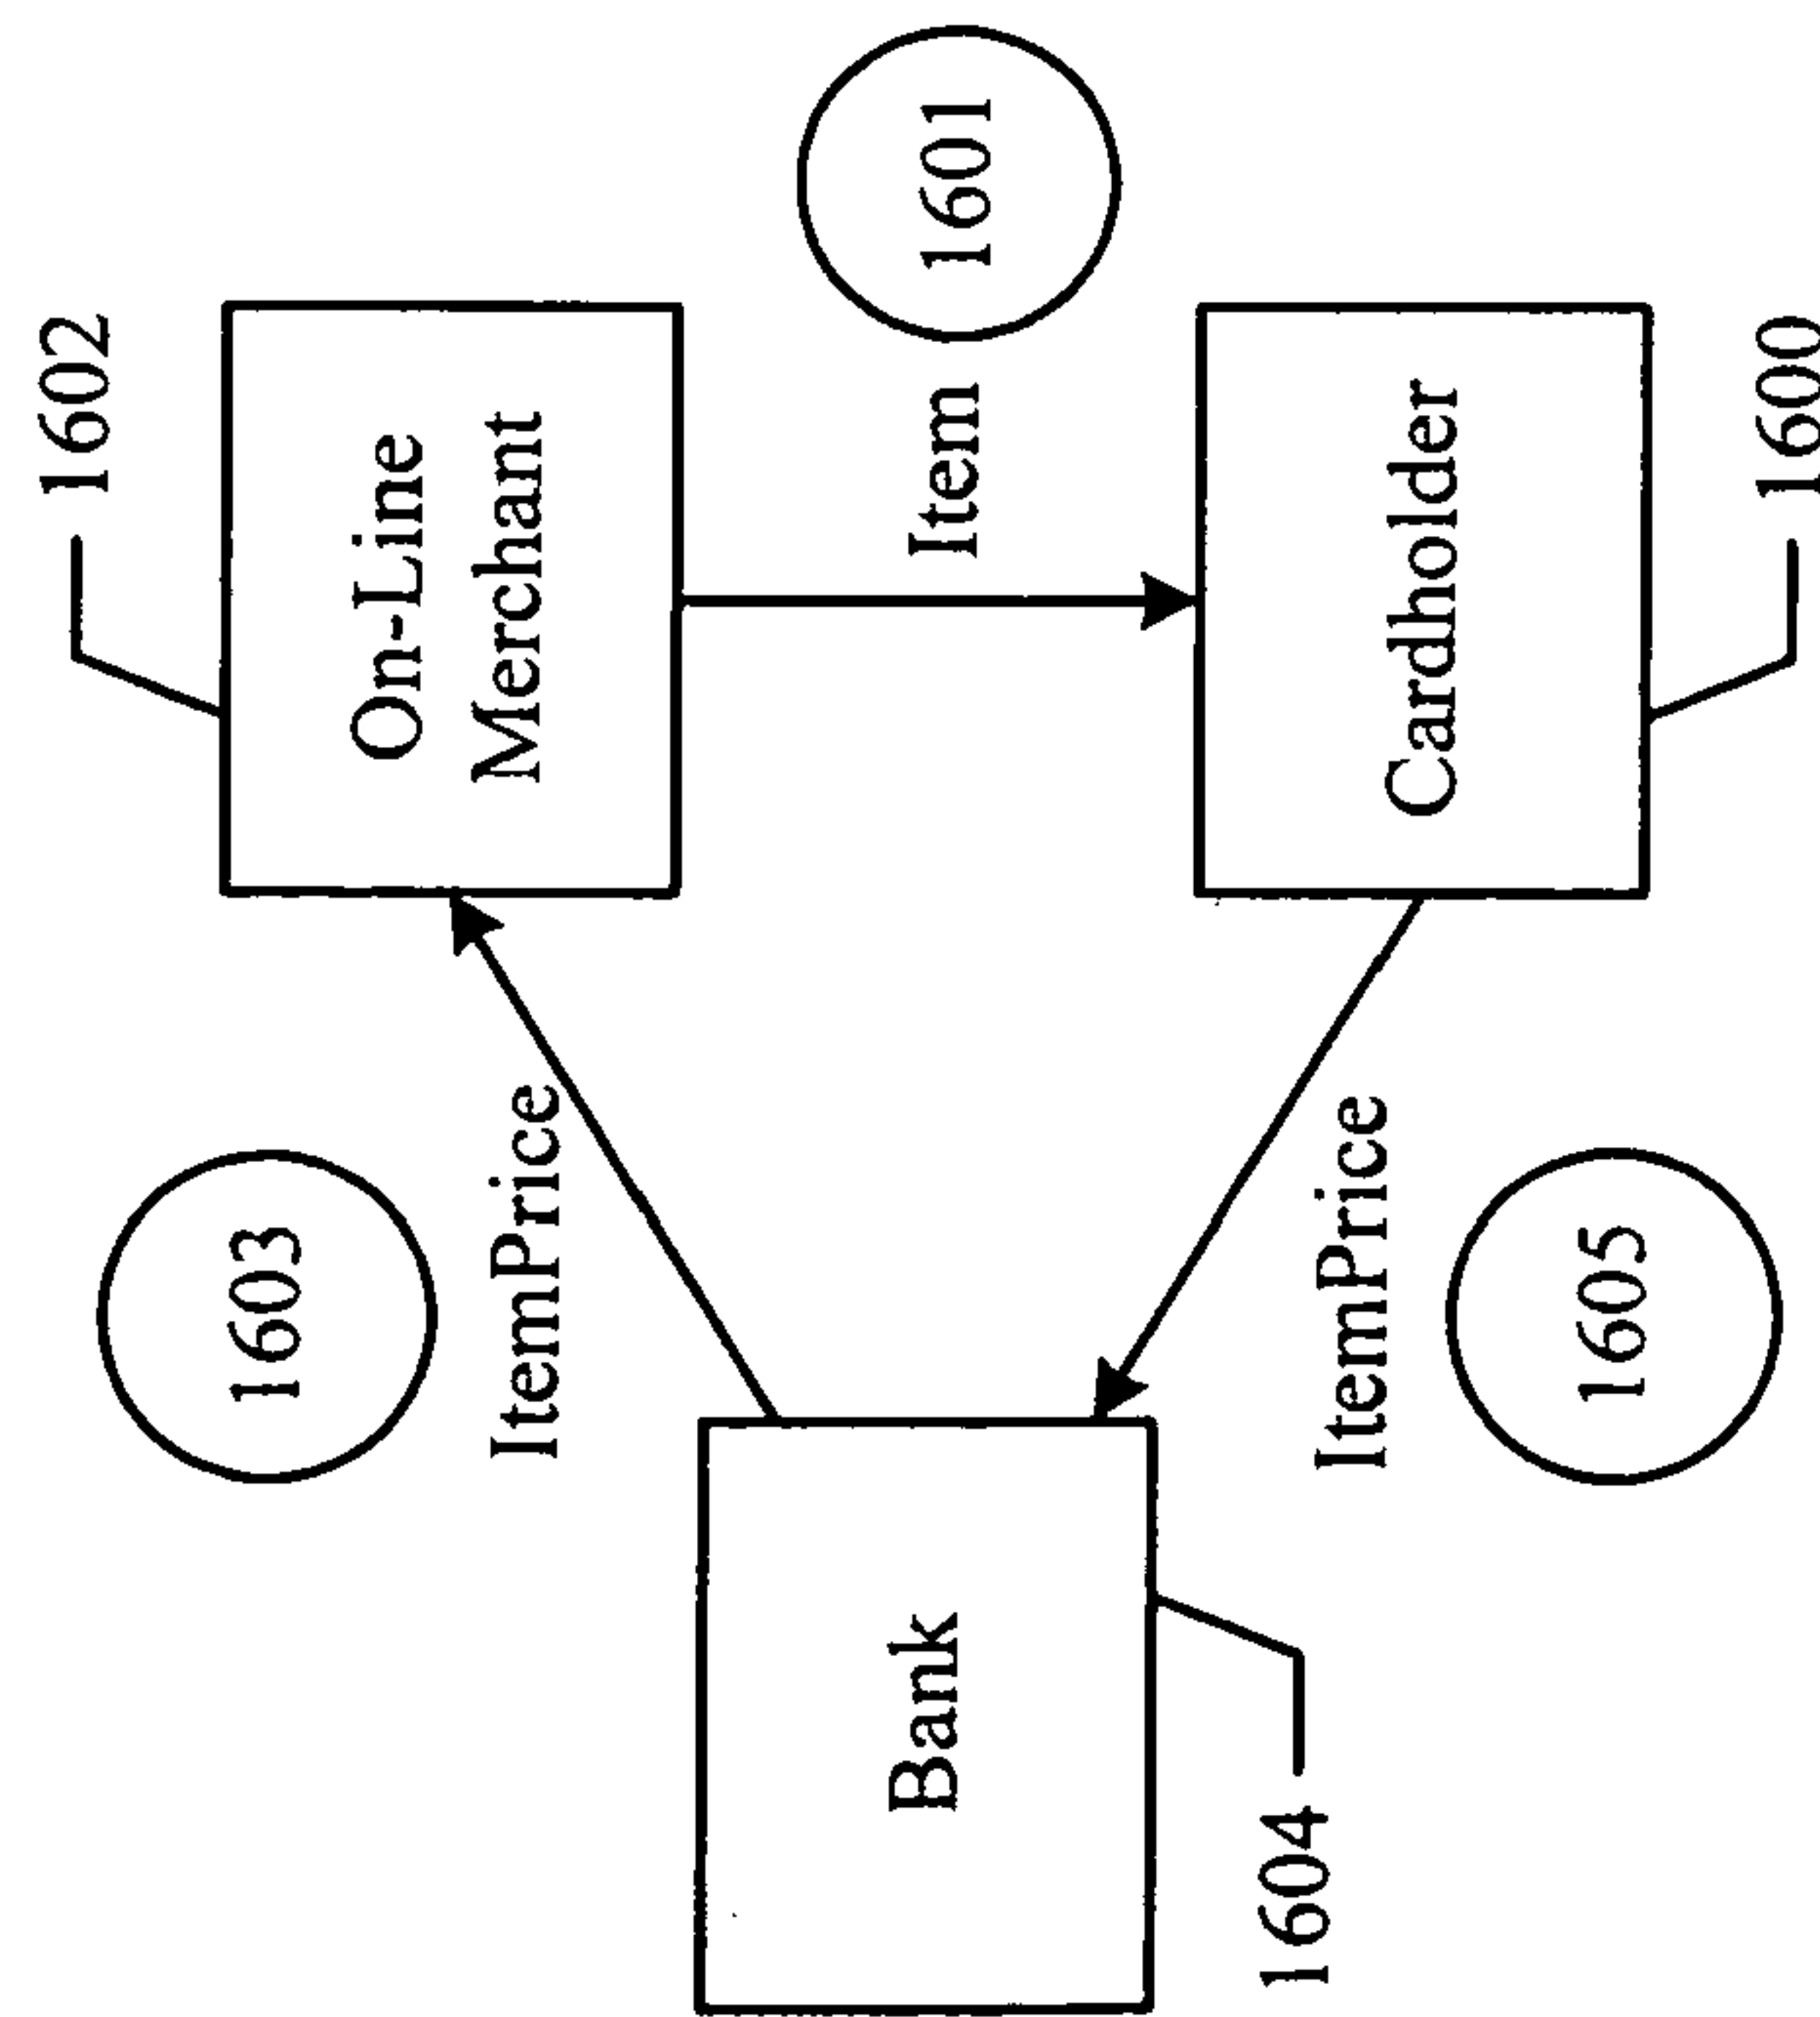 1602
On-Line
Merchant
1603
ItemPrice
Item
1601
Bank
1604
ItemPrice
1605
Cardholder
1600